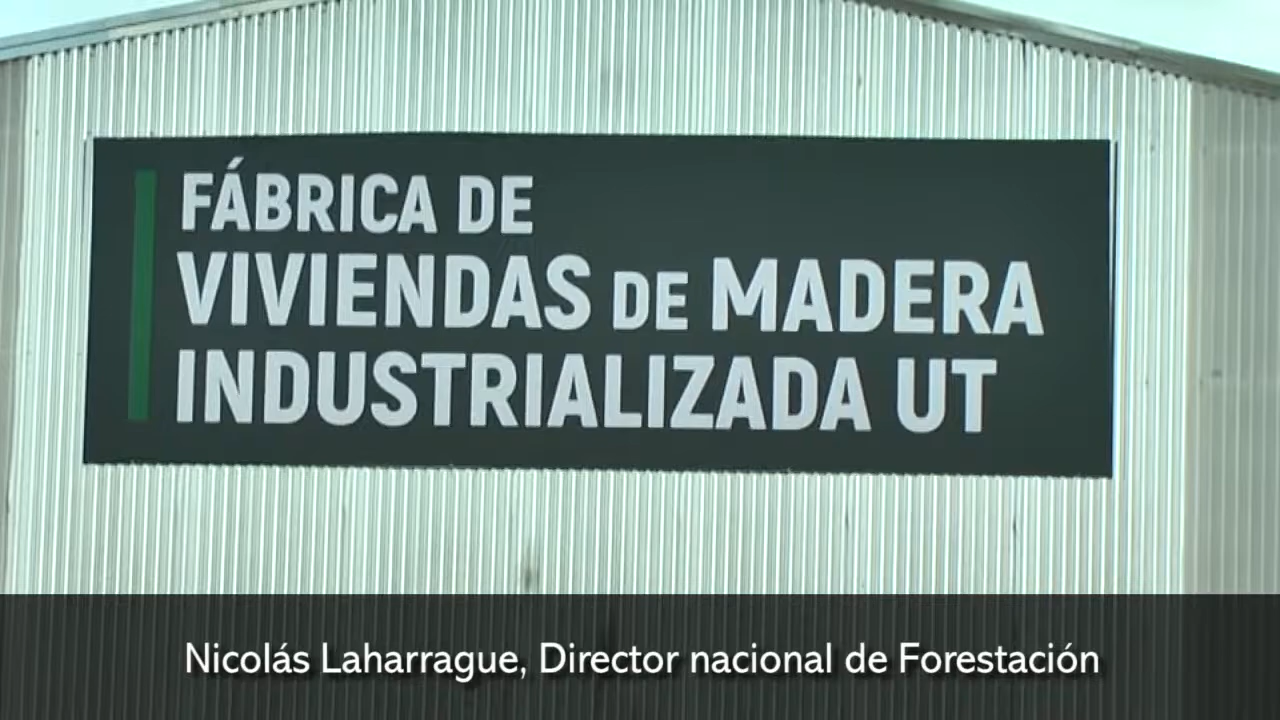 FÁBRICA DE
VIVIENDAS DE MADERA
INDUSTRIALIZADA UT
Nicolás Laharrague, Director nacional de Forestación